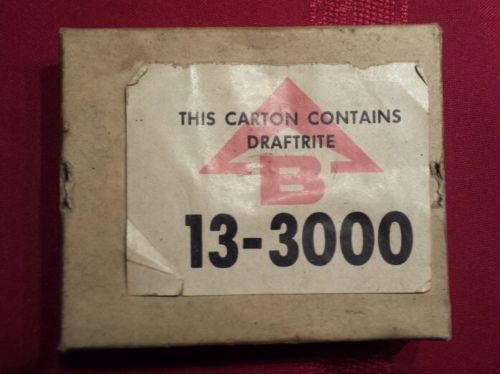 THIS CARTON CONTAINS
DRAFTRITE
B
13-3000